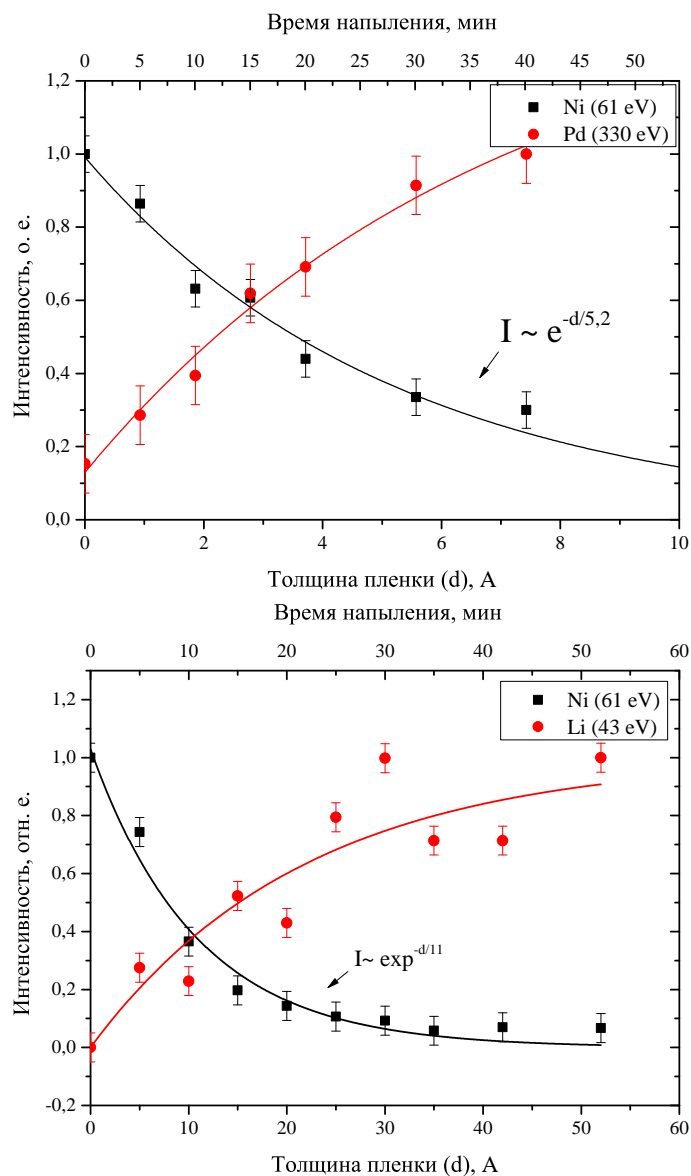 Время напыления, мин
0 5 10 15 20 25 30 35 40 45 50
1,2
1,0
0,8
0,6
0,4
0,2
0,0
Интенсивность, о. е.
Ni (61 eV)
Pd (330 eV)
I ~ e^-d/5,2
0 2 4 6 8 10
Толщина пленки (d), А
Время напыления, мин
0 10 20 30 40 50 60
1,2
1,0
0,8
0,6
0,4
0,2
0,0
-0,2
Интенсивность, отн. е.
Ni (61 eV)
Li (43 eV)
I~ exp^-d/11
0 10 20 30 40 50 60
Толщина пленки (d), А